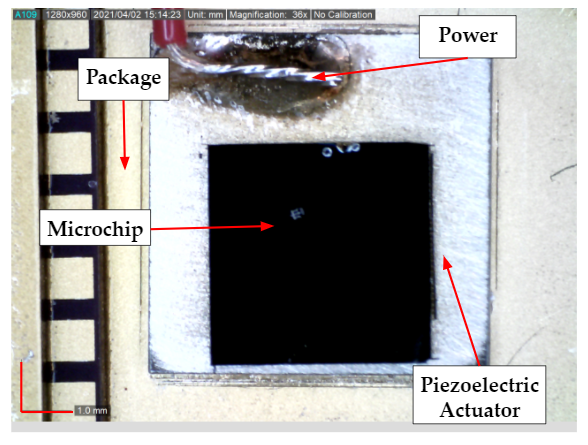 A109 1280x960 2021/04/02 15:14:23 Unit: mm Magnification: 36x No Calibration
Power
Package
Microchip
Piezoelectric
Actuator
1.0 mm